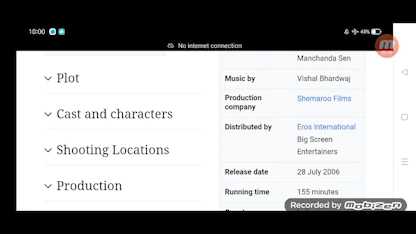 18:00
48%
No internet connection
Plot
Cast and characters
Shooting Locations
Production
Manchanda Sen
Music by Vishal Bhardwaj
Production Shemaroo Films
company
Distributed by Eros International
Big Screen
Entertainers
Release date 28 July 2006
Running time 155 minutes
Recorded by mobizen